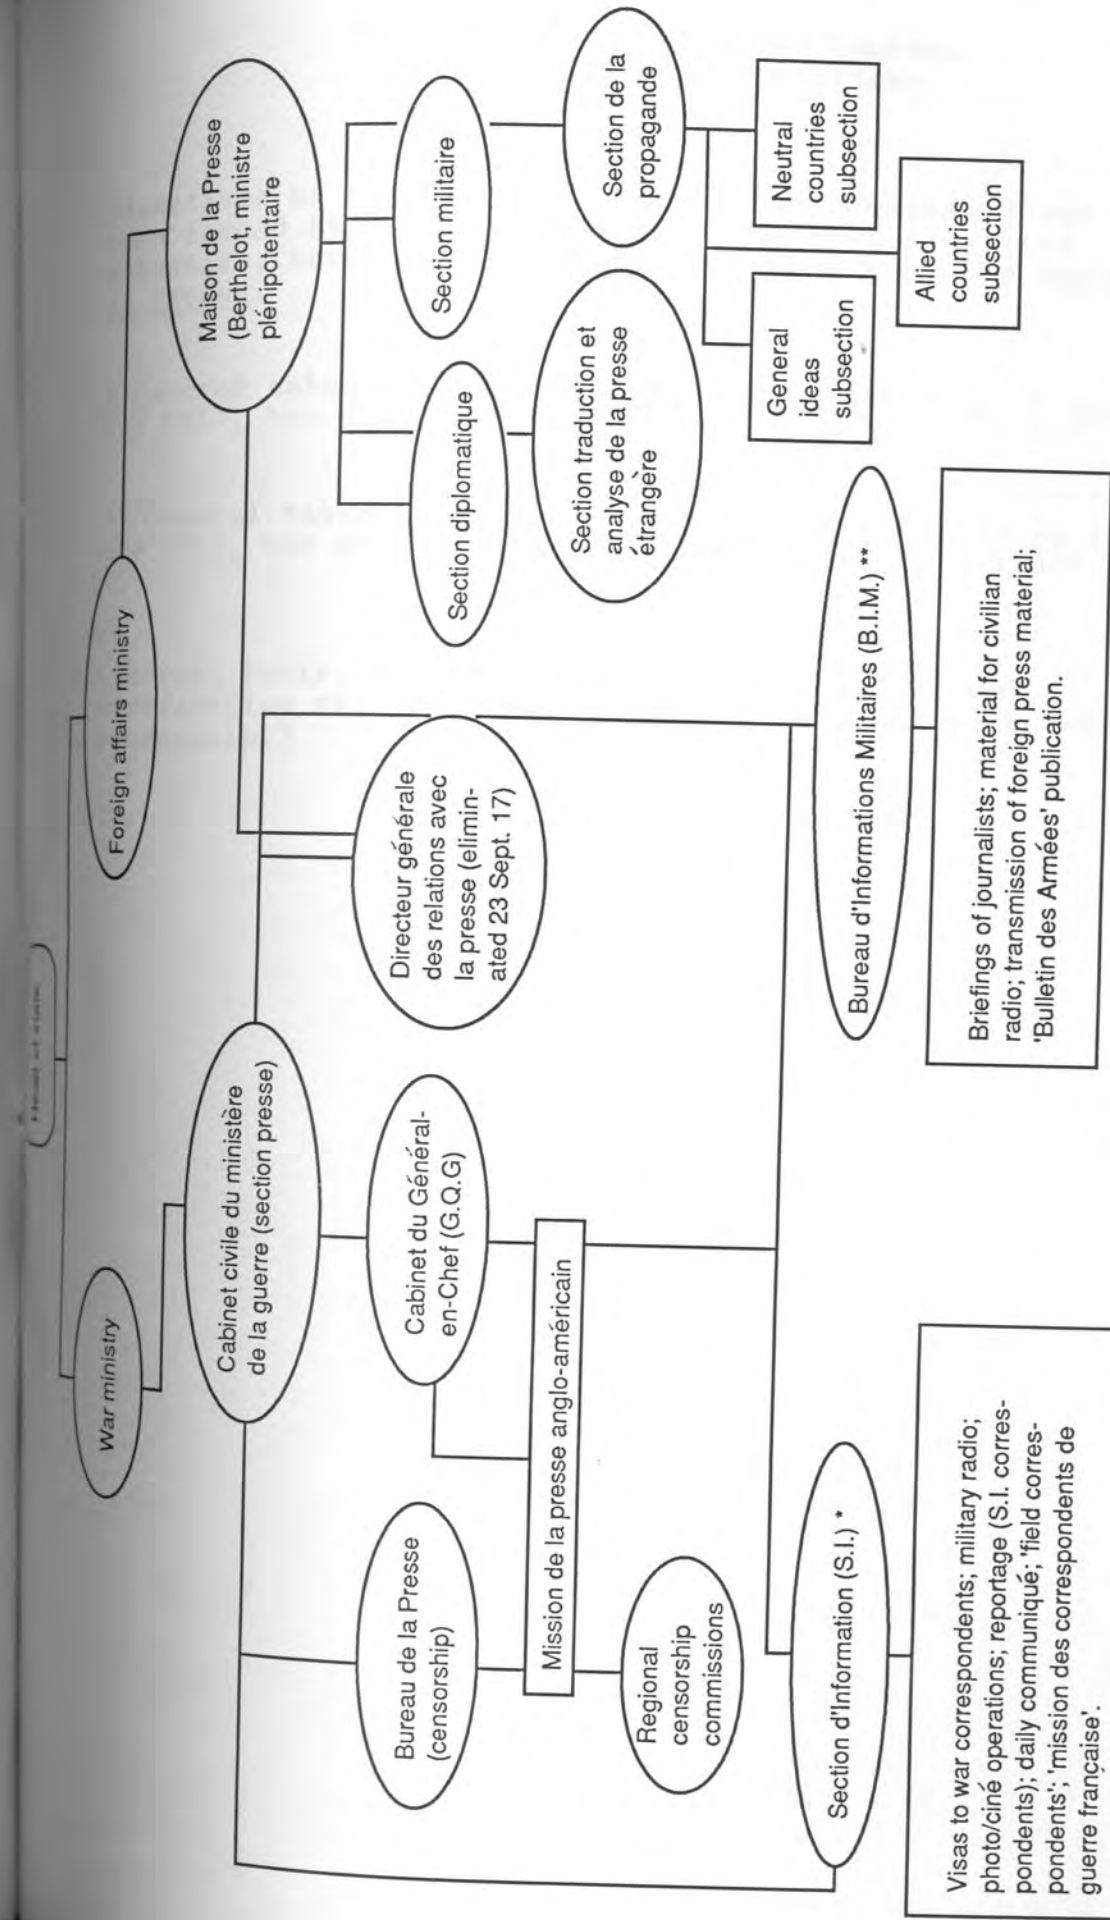 Head of state
War ministry
Foreign affairs ministry
Cabinet civile du ministère
de la guerre (section presse)
Maison de la Presse
(Berthelot, ministre
plénipotentaire
Bureau de la Presse
(censorship)
Cabinet du Général-
en-Chef (G.Q.G)
Directeur générale
des relations avec
la presse (elimin-
ated 23 Sept. 17)
Section diplomatique
Section militaire
Mission de la presse anglo-américain
Regional
censorship
commissions
Section traduction et
analyse de la presse
étrangère
Section de la
propagande
General
ideas
subsection
Neutral
countries
subsection
Allied
countries
subsection
Section d'Information (S.I.) *
Bureau d'Informations Militaires (B.I.M.) **
Visas to war correspondents; military radio;
photo/ciné operations; reportage (S.I. corres-
pondents); daily communiqué; 'field corres-
pondents'; 'mission des correspondents de
guerre française'.
Briefings of journalists; material for civilian
radio; transmission of foreign press material;
'Bulletin des Armées' publication.